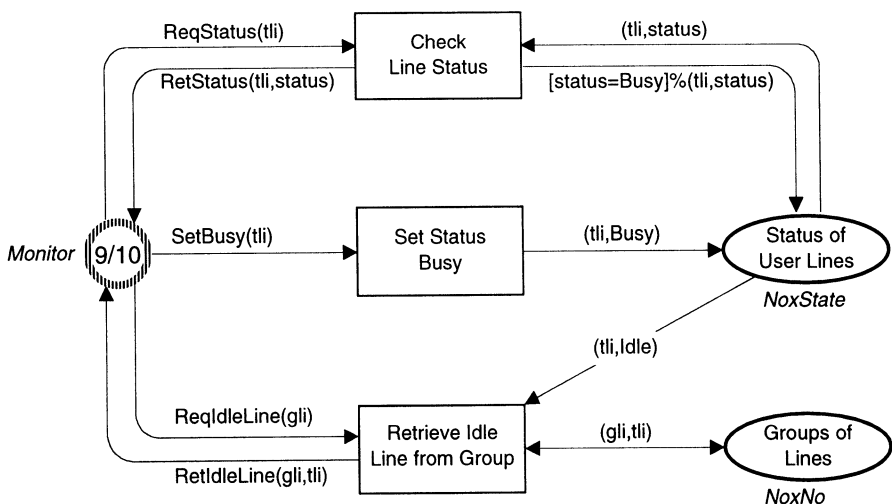 ReqStatus(tli)
Check
Line Status
(tli,status)
RetStatus(tli,status)
[status=Busy]%(tli,status)
Monitor
9/10
SetBusy(tli)
Set Status
Busy
(tli,Busy)
Status of
User Lines
NoxState
(tli,Idle)
ReqIdleLine(gli)
Retrieve Idle
Line from Group
(gli,tli)
Groups of
Lines
RetIdleLine(gli,tli)
NoxNo